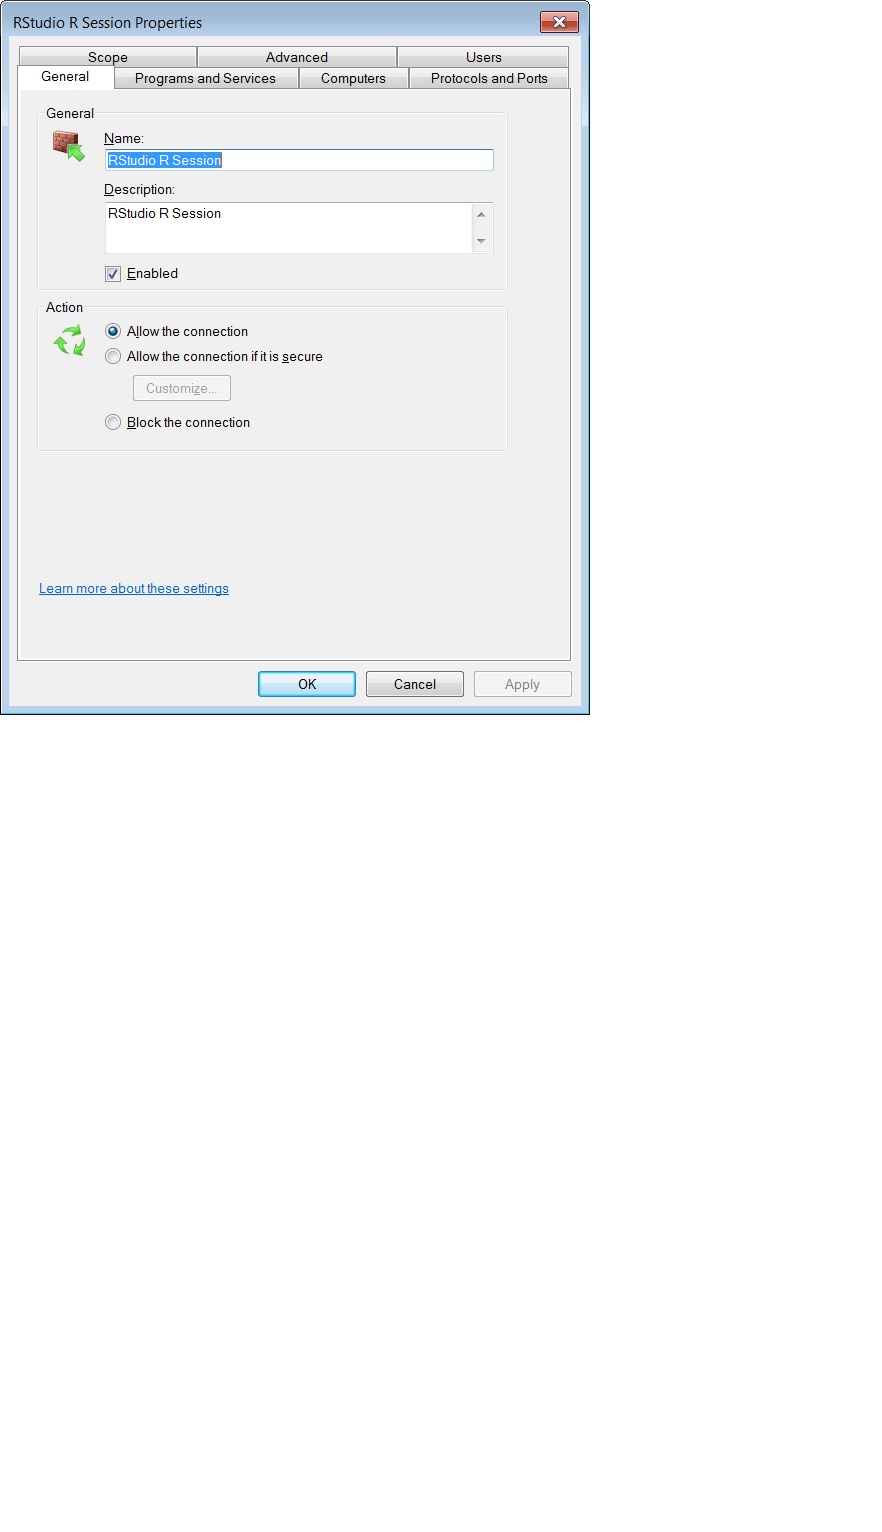 RStudio R Session Properties
Scope Advanced Users
General Programs and Services Computers Protocols and Ports
General
Name:
RStudio R Session
Description:
RStudio R Session
Enabled
Action
Allow the connection
Allow the connection if it is secure
Customize...
Block the connection
Learn more about these settings
OK Cancel Apply